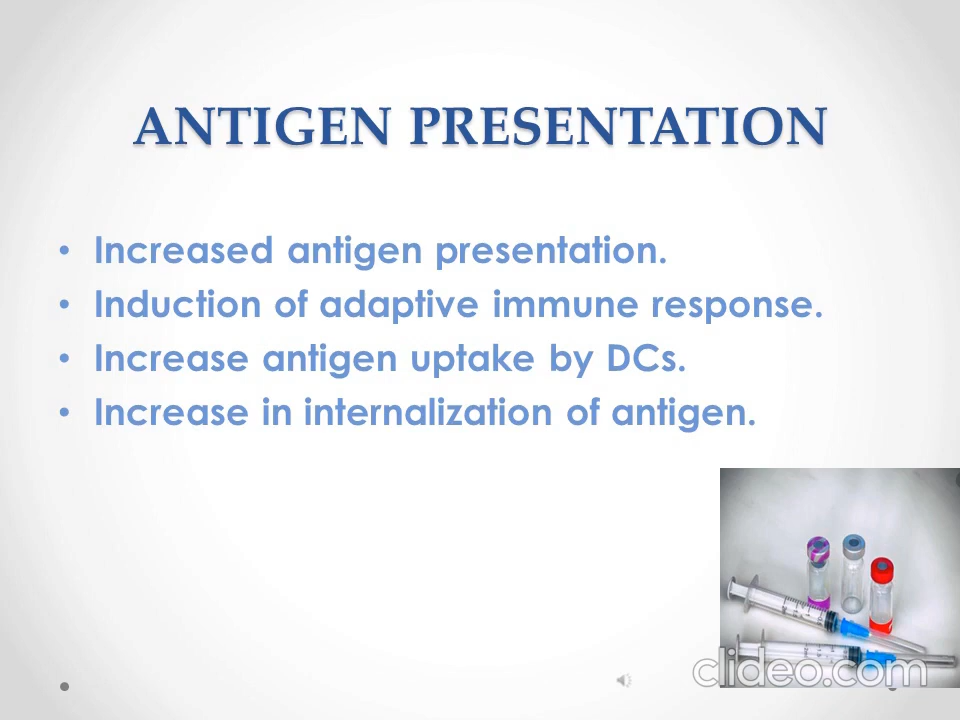 ANTIGEN PRESENTATION
• Increased antigen presentation.
• Induction of adaptive immune response.
• Increase antigen uptake by DCs.
• Increase in internalization of antigen.
clideo.com